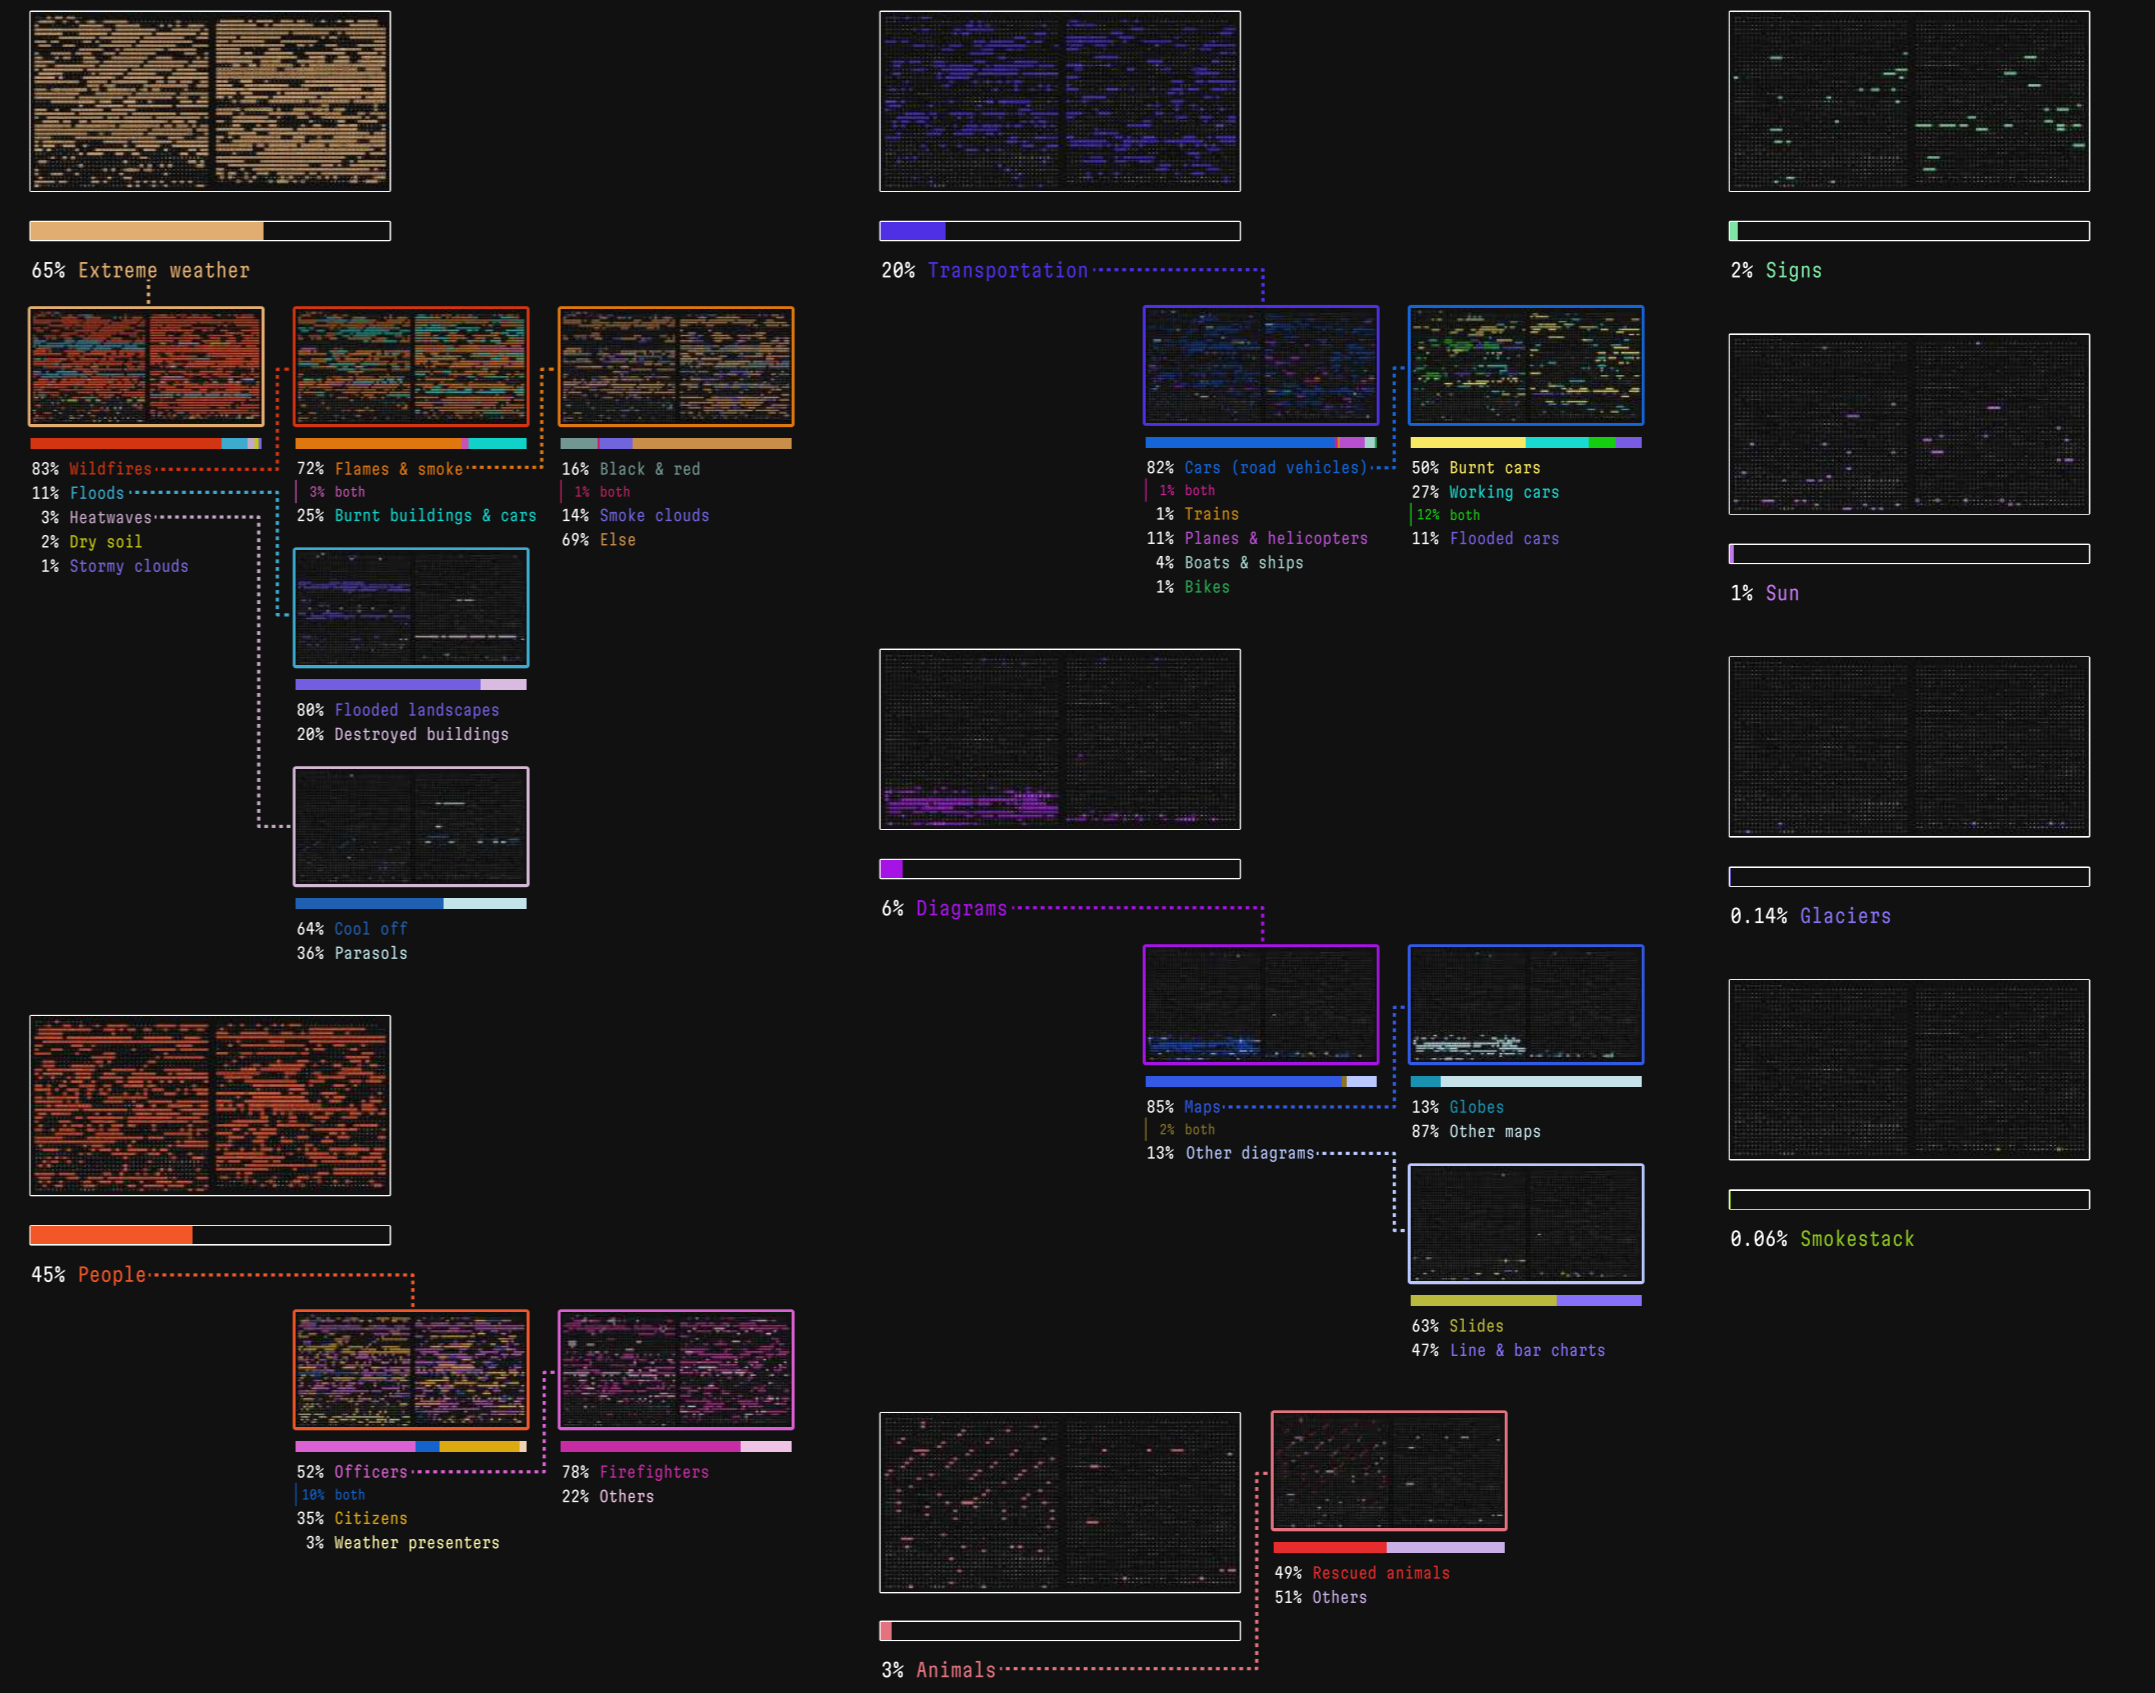 65% Extreme weather
83% Wildfires
11% Floods
3% Heatwaves
2% Dry soil
1% Stormy clouds
72% Flames & smoke
3% both
25% Burnt buildings & cars
16% Black & red
1% both
14% Smoke clouds
69% Else
80% Flooded landscapes
20% Destroyed buildings
64% Cool off
36% Parasols
45% People
52% Officers
10% both
35% Citizens
3% Weather presenters
78% Firefighters
22% Others
20% Transportation
82% Cars (road vehicles)
1% both
1% Trains
11% Planes & helicopters
4% Boats & ships
1% Bikes
50% Burnt cars
27% Working cars
12% both
11% Flooded cars
6% Diagrams
85% Maps
2% both
13% Other diagrams
13% Globes
87% Other maps
63% Slides
47% Line & bar charts
3% Animals
49% Rescued animals
51% Others
2% Signs
1% Sun
0.14% Glaciers
0.06% Smokestack